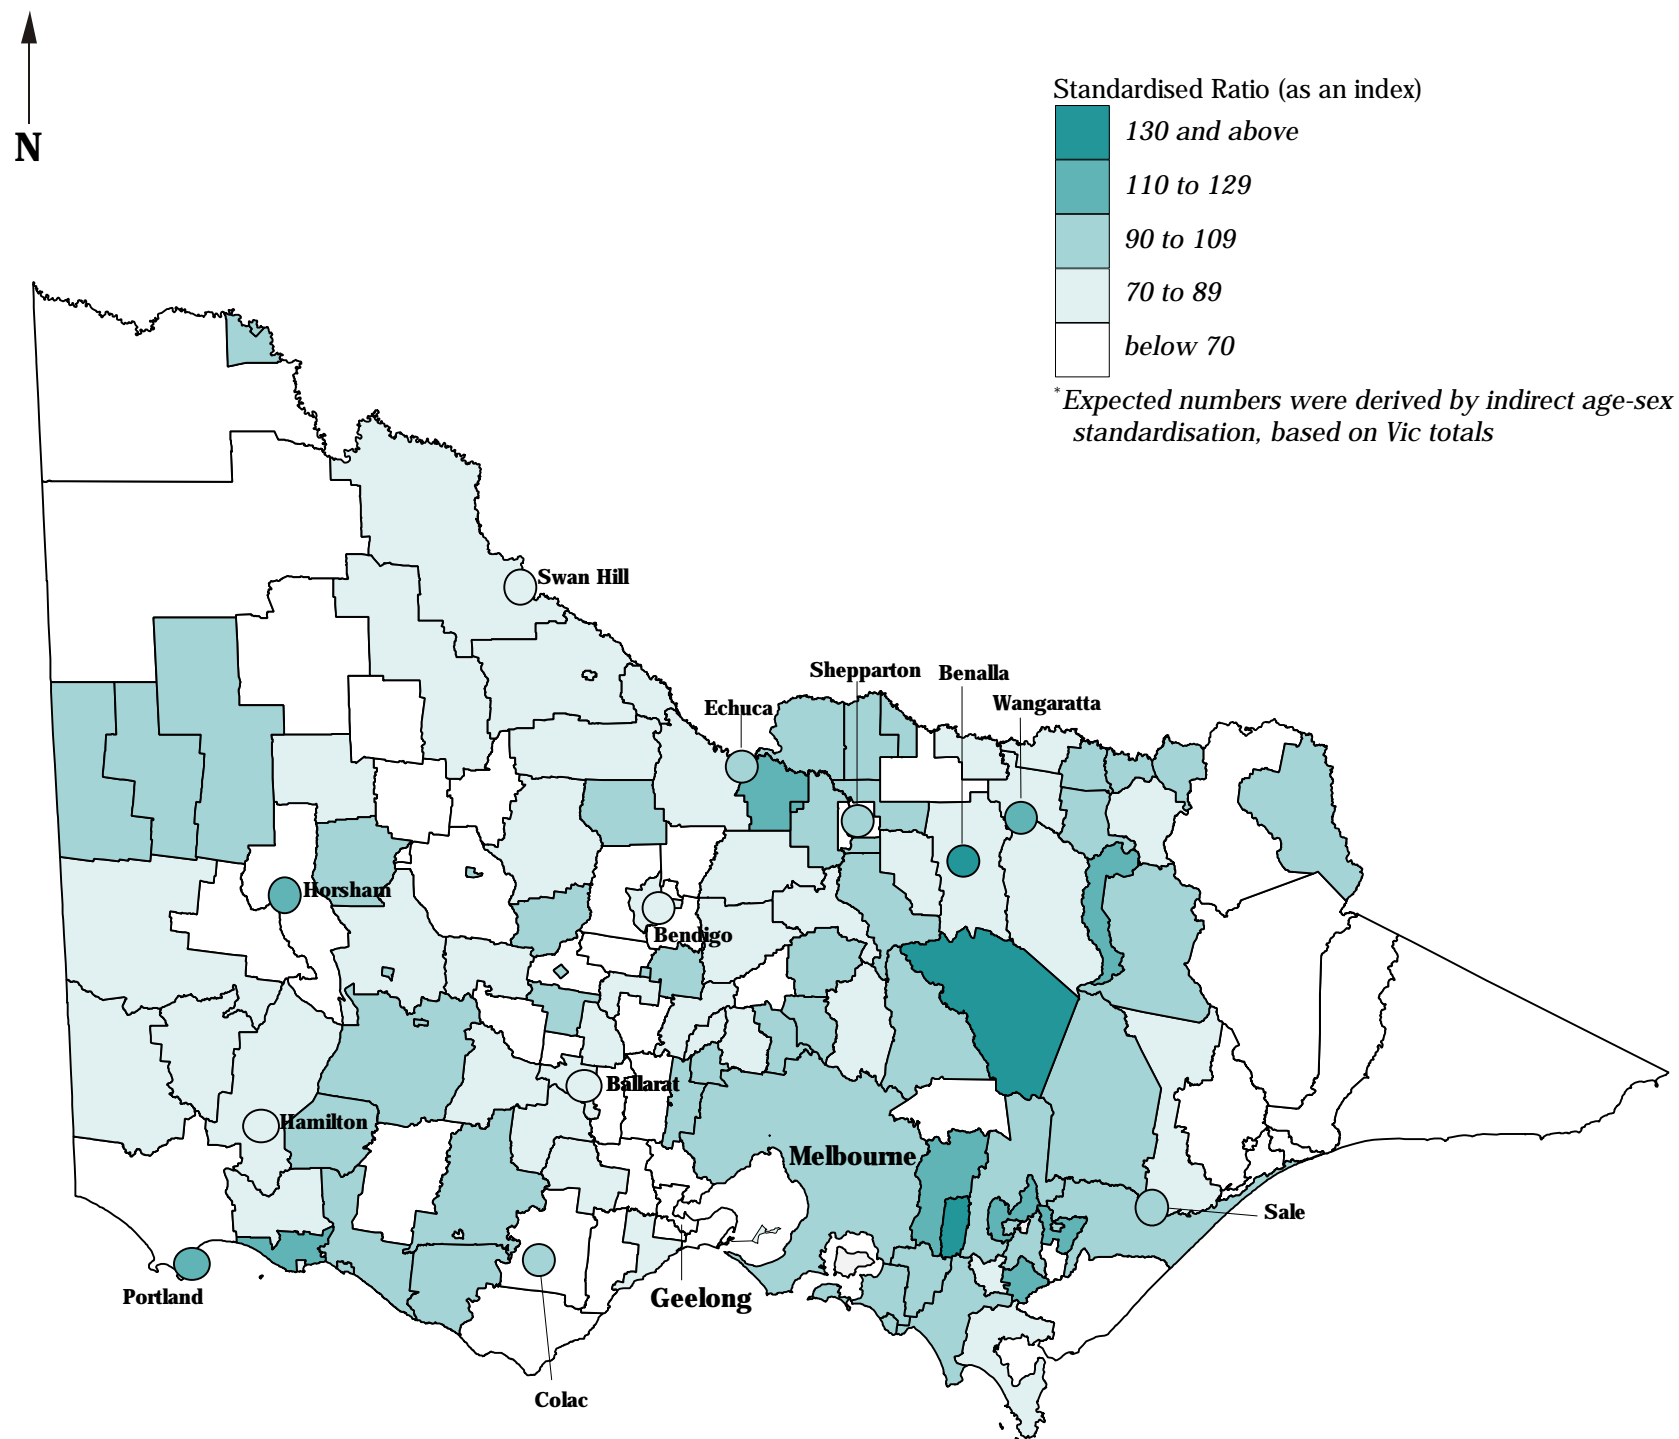 N
Standardised Ratio (as an index)
130 and above
110 to 129
90 to 109
70 to 89
below 70
*Expected numbers were derived by indirect age-sex
standardisation, based on Vic totals
Swan Hill
Shepparton
Benalla
Echuca
Wangaratta
Horsham
Bendigo
Ballarat
Hamilton
Melbourne
Sale
Portland
Geelong
Colac